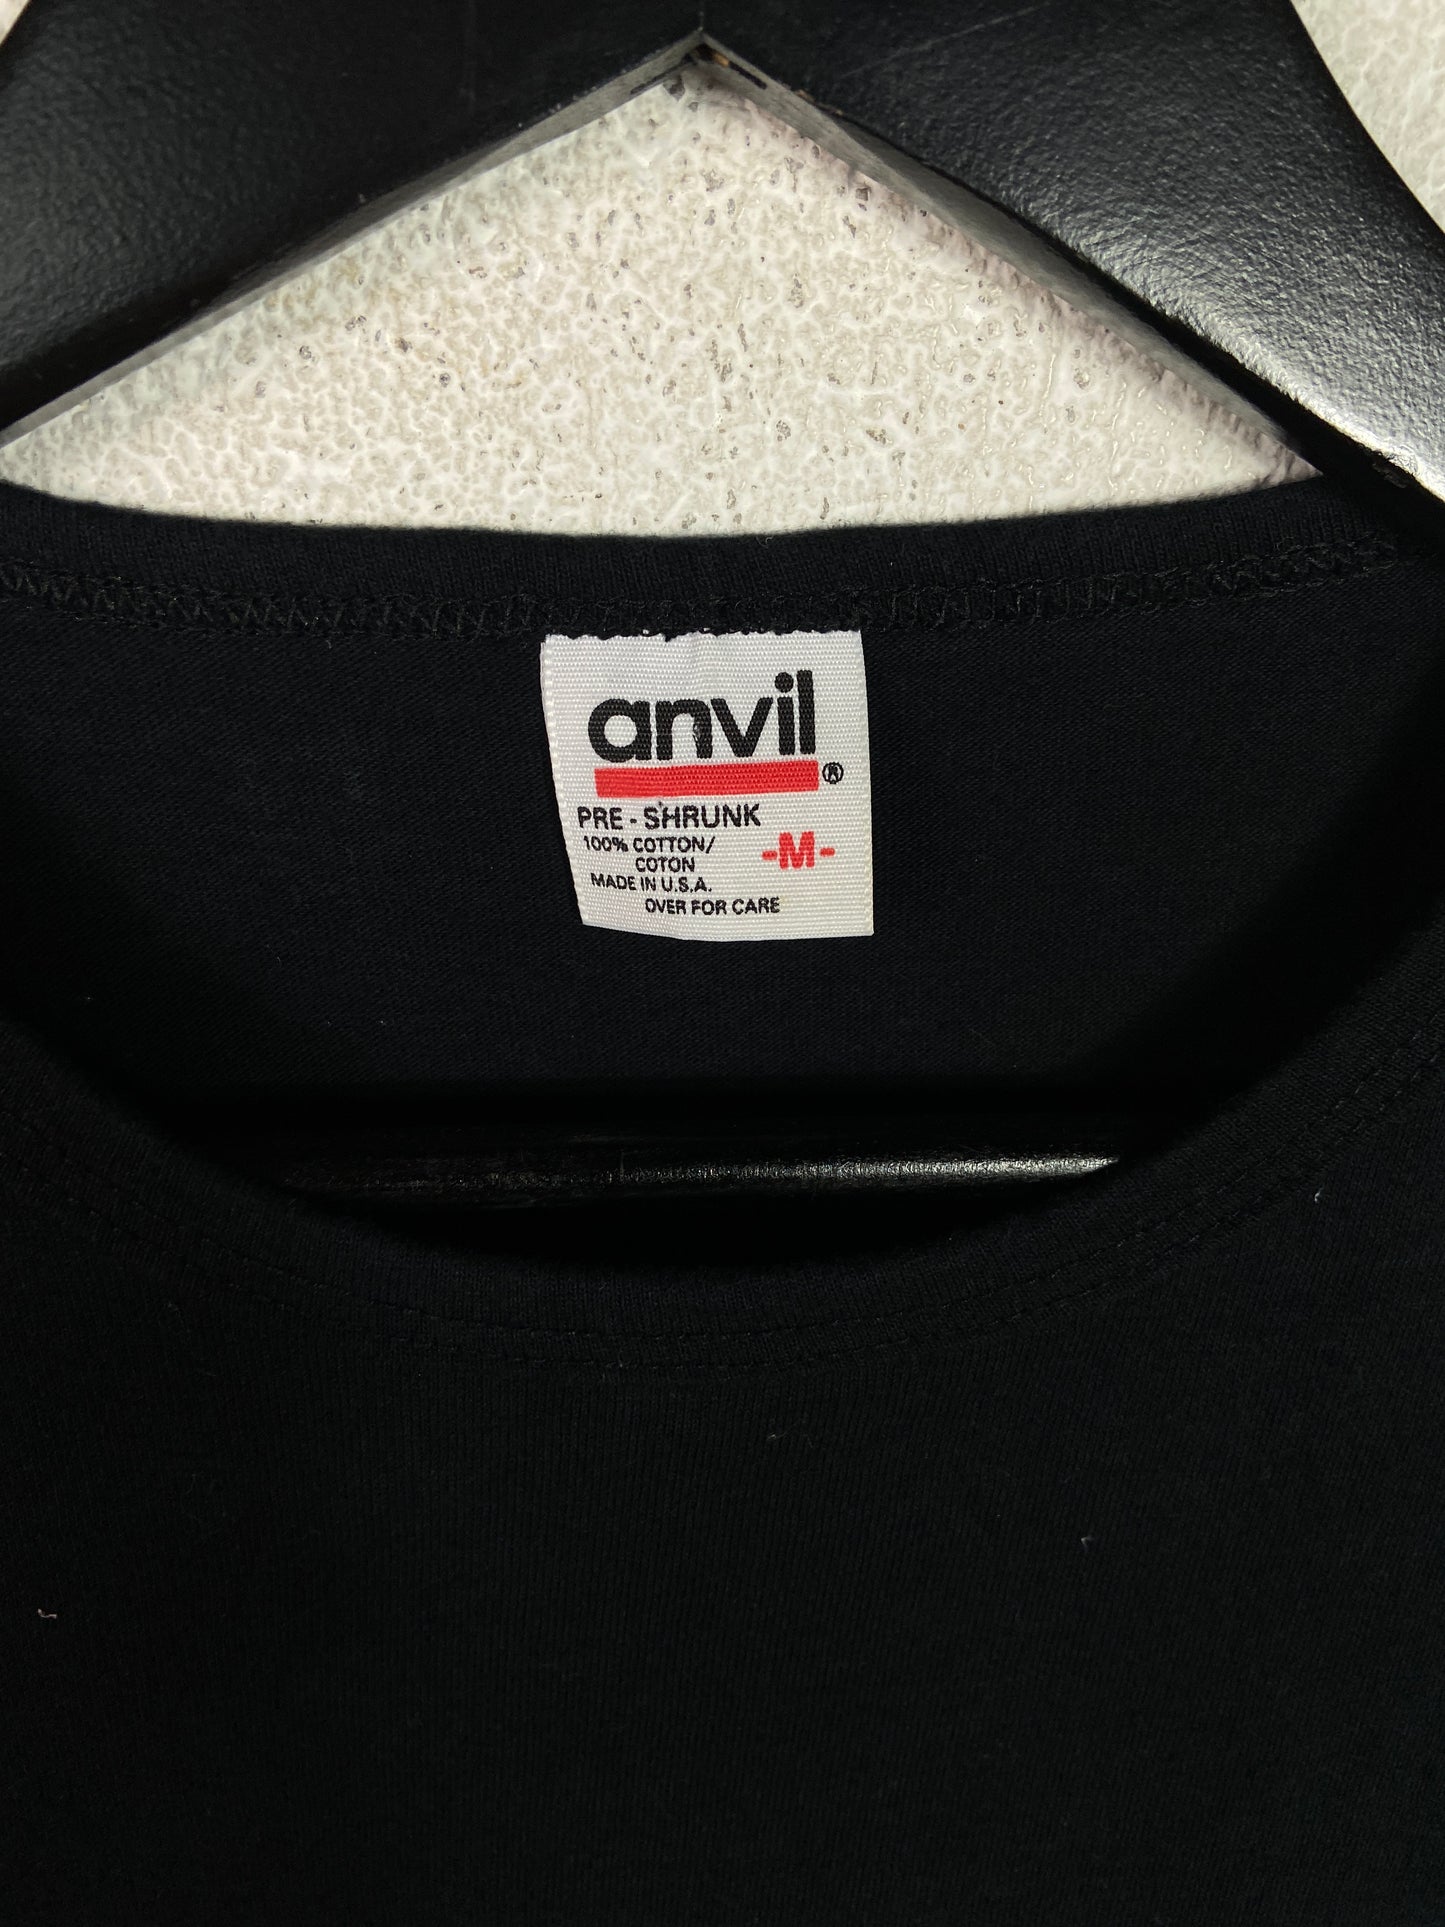 anvil®
PRE - SHRUNK
100% COTTON/
COTON
-M-
MADE IN U.S.A.
OVER FOR CARE